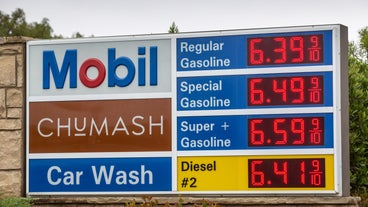 Mobil
CHUMASH
Car Wash
Regular
Gasoline
6.39 9/10
Special
Gasoline
6.49 9/10
Super +
Gasoline
6.59 9/10
Diesel
#2
6.41 9/10